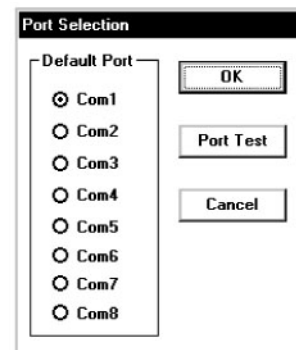 Port Selection
Default Port
Com1
Com2
Com3
Com4
Com5
Com6
Com7
Com8
OK
Port Test
Cancel